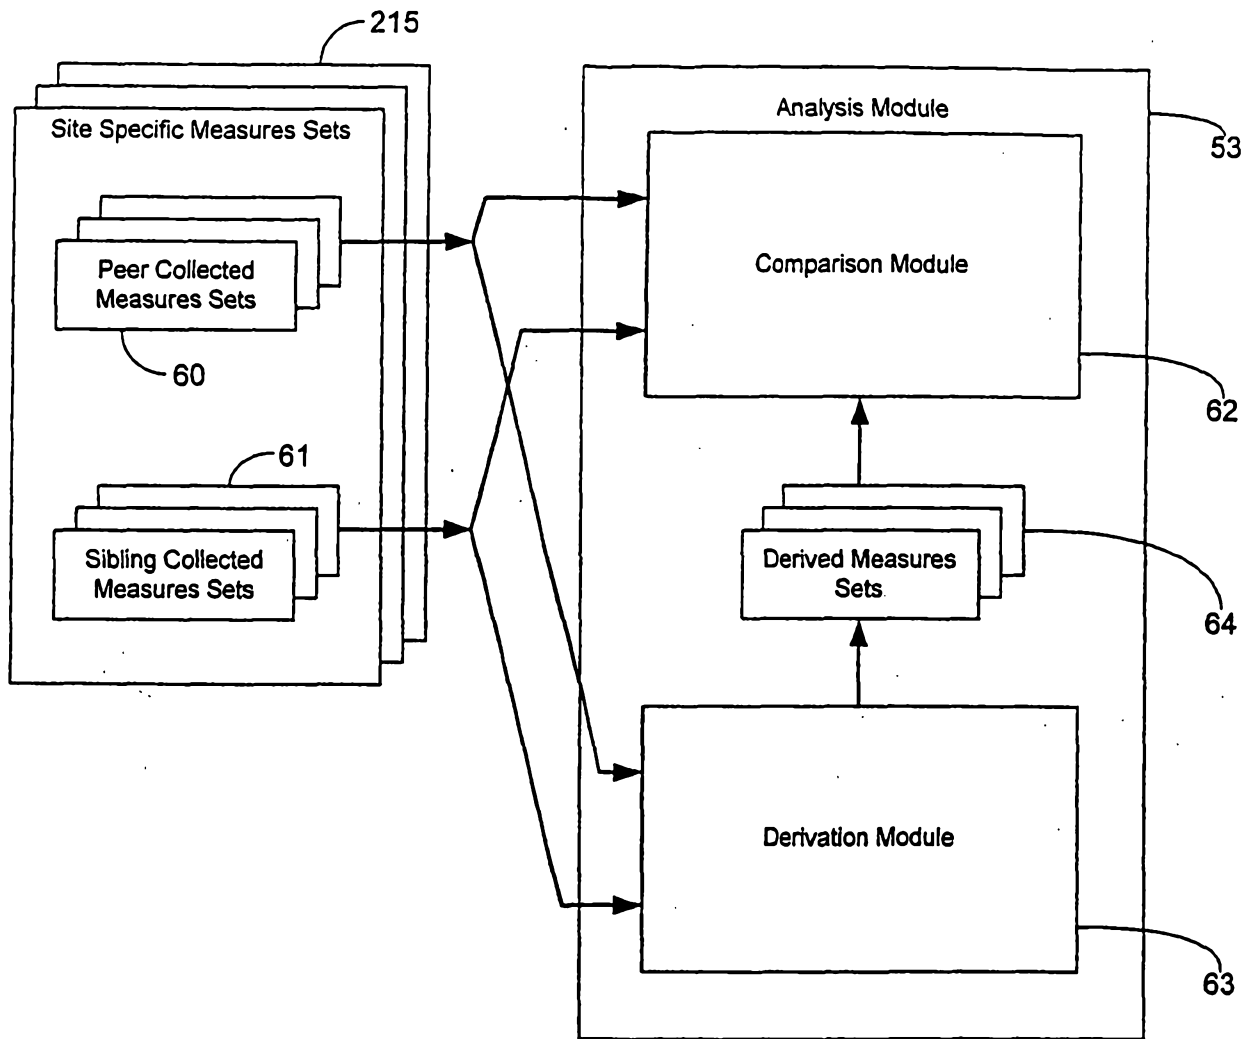 215
Site Specific Measures Sets
Peer Collected
Measures Sets
60
61
Sibling Collected
Measures Sets
Analysis Module
53
Comparison Module
62
Derived Measures
Sets
64
Derivation Module
63